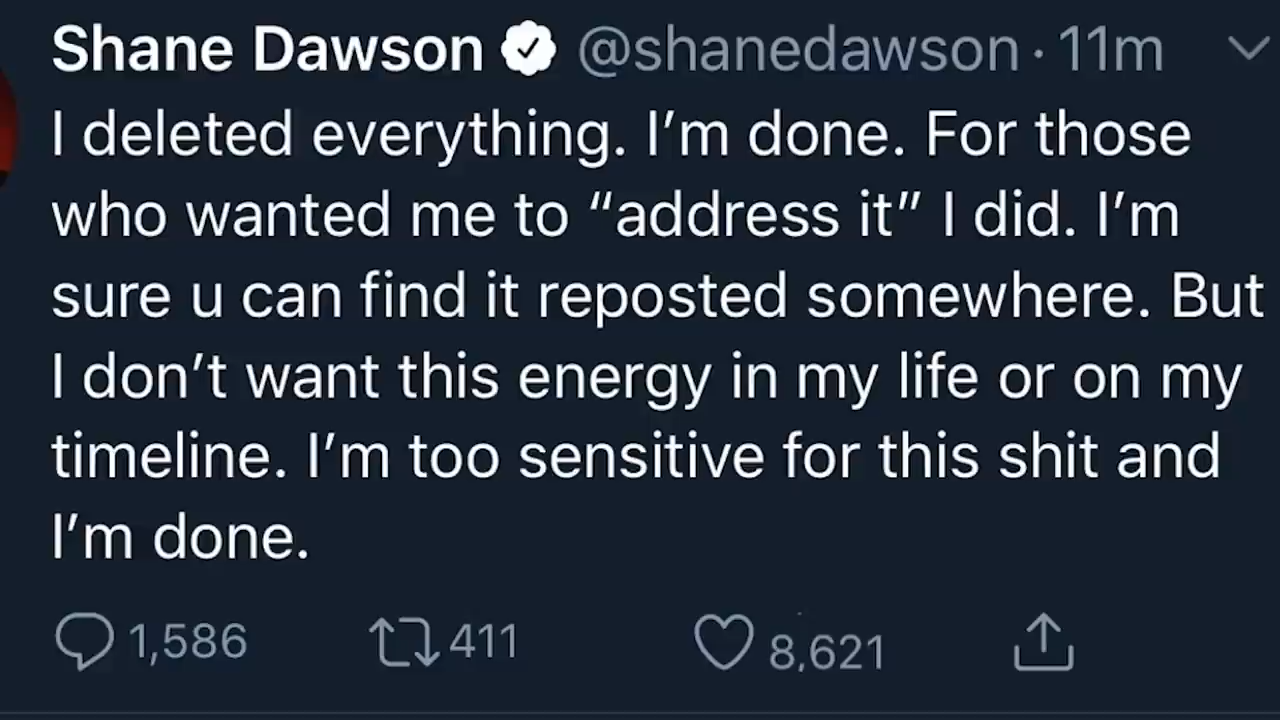 Shane Dawson @shanedawson · 11m
I deleted everything. I’m done. For those
who wanted me to “address it” I did. I’m
sure u can find it reposted somewhere. But
I don’t want this energy in my life or on my
timeline. I’m too sensitive for this shit and
I’m done.
1,586 411 8,621